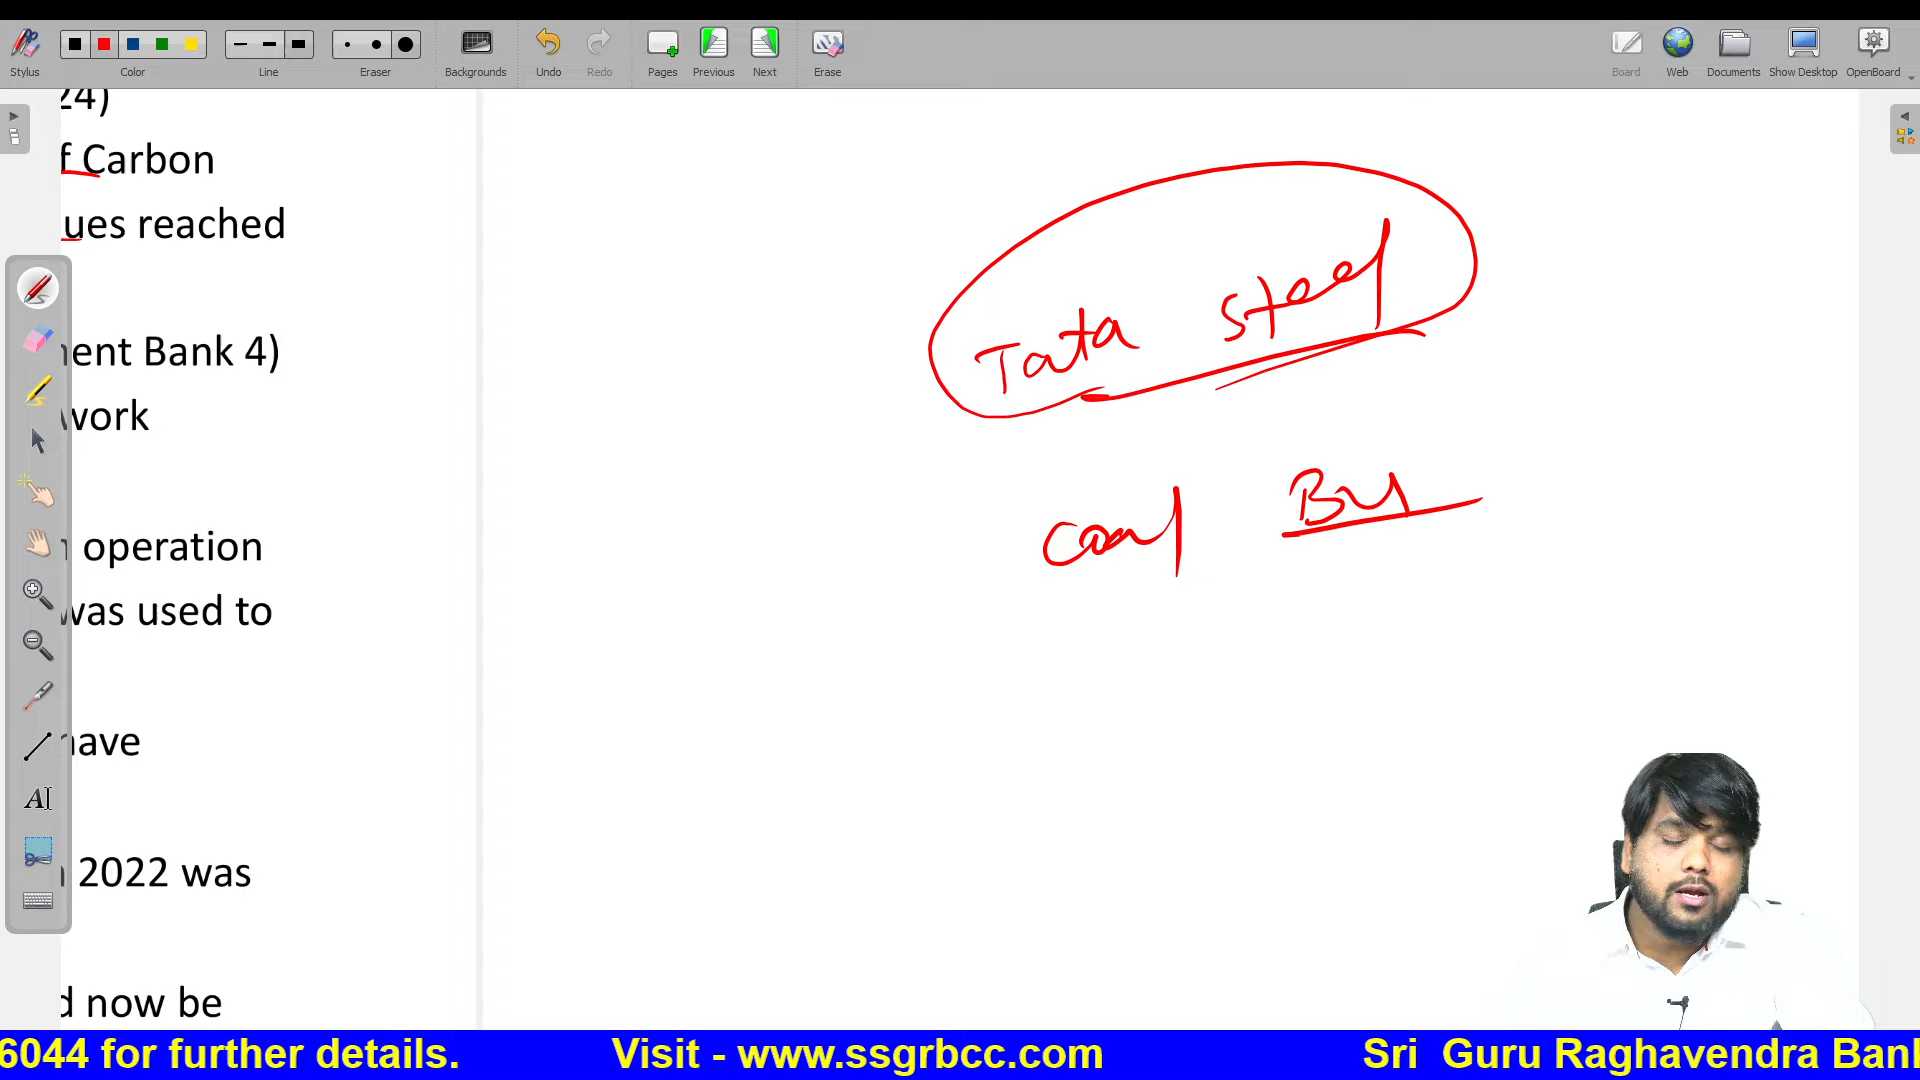 Stylus
Color
Line
Eraser
Backgrounds
Undo
Redo
Pages
Previous
Next
Erase
Board
Web
Documents
Show Desktop
OpenBoard
24)
f Carbon
ues reached
nent Bank 4)
work
n operation
was used to
have
2022 was
d now be
Tata Steel
Coal
6044 for further details.
Visit - www.ssgrbcc.com
Sri Guru Raghavendra Bank